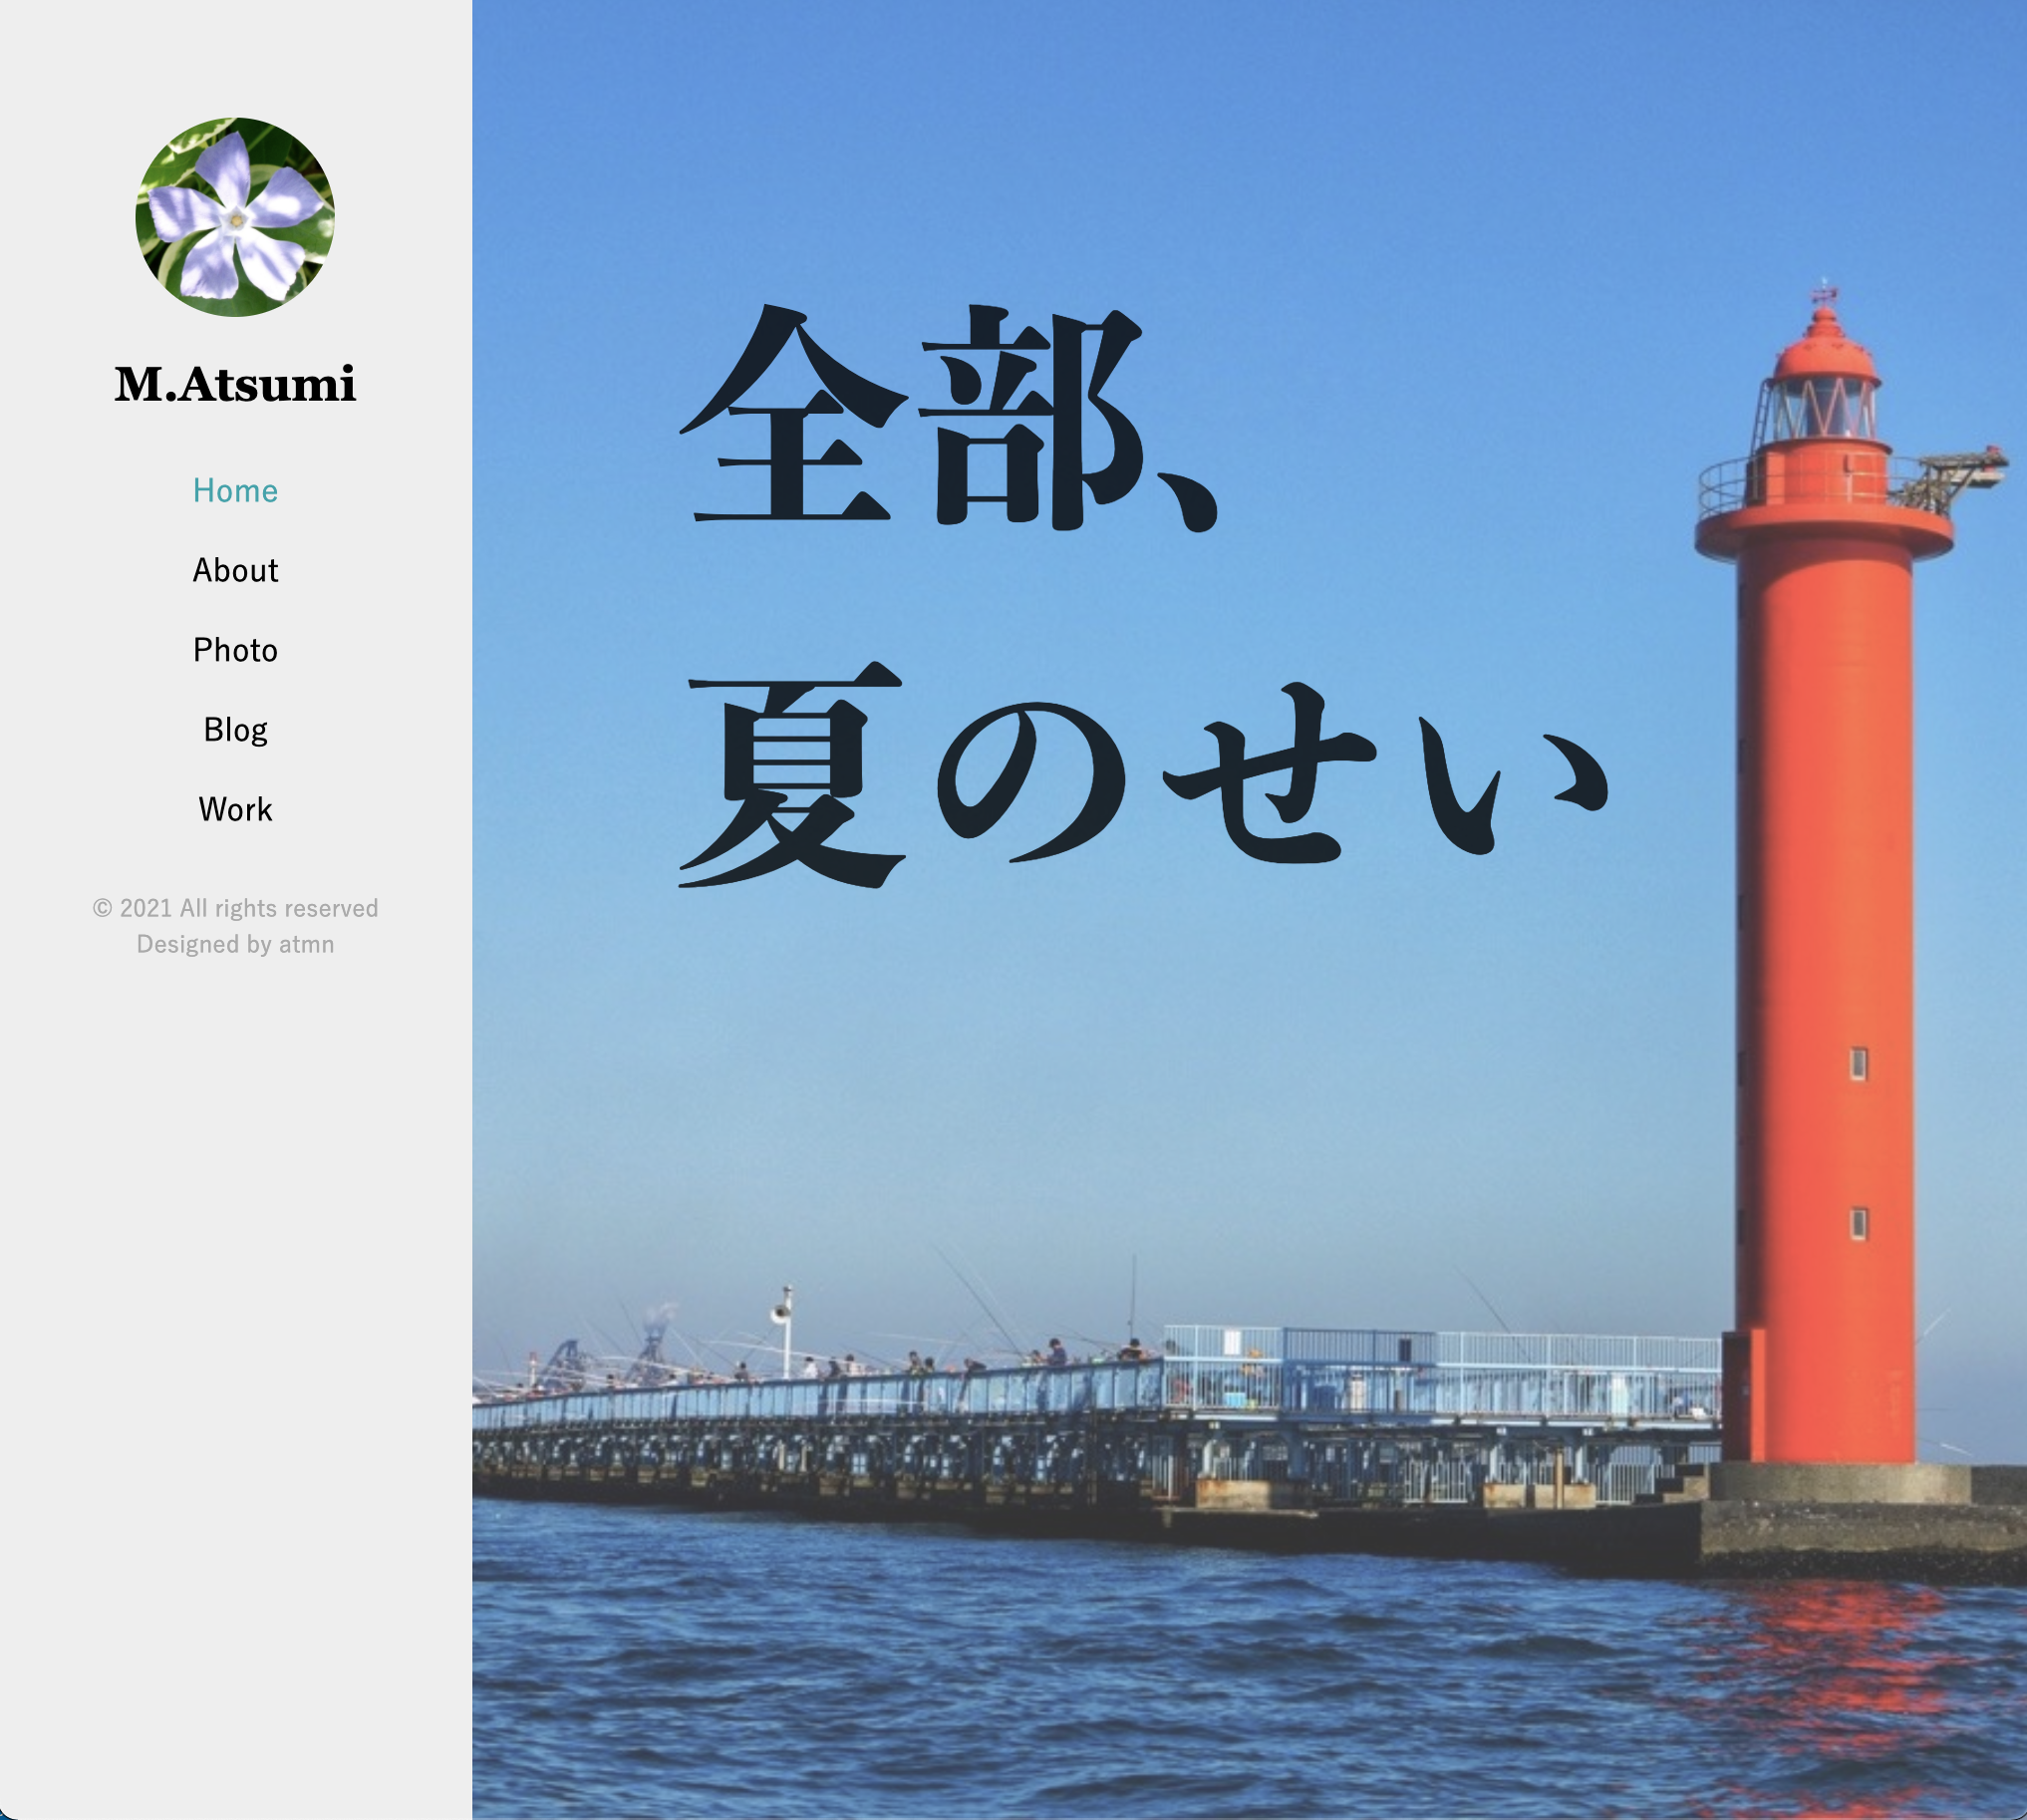 M.Atsumi
Home
About
Photo
Blog
Work
© 2021 All rights reserved
Designed by atmn
全部、
夏のせい